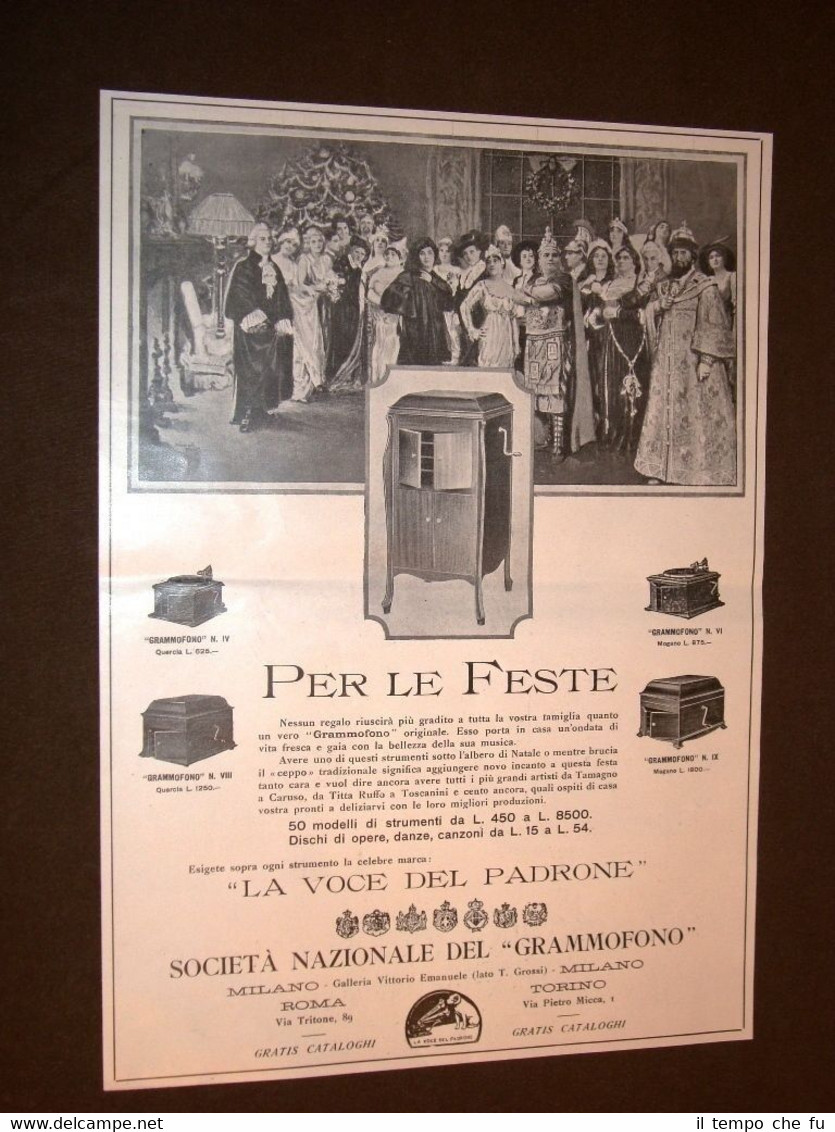 "GRAMMOFONO" N. IV
Quercia L. 625.—
"GRAMMOFONO" N. VI
Mogano L. 875.—
"GRAMMOFONO" N. VIII
Quercia L. 1250.—
"GRAMMOFONO" N. IX
Mogano L. 1800.—
PER LE FESTE
Nessun regalo riuscirà più gradito a tutta la vostra famiglia quanto
un vero "Grammofono" originale. Esso porta in casa un'ondata di
vita fresca e gaia con la bellezza della sua musica.
Avere uno di questi strumenti sotto l'albero di Natale o mentre brucia
il «ceppo» tradizionale significa aggiungere novo incanto a questa festa
tanto cara e vuol dire ancora avere tutti i più grandi artisti da Tamagno
a Caruso, da Titta Ruffo a Toscanini e cento ancora, quali ospiti di casa
vostra pronti a deliziarvi con le loro migliori produzioni.
50 modelli di strumenti da L. 450 a L. 8500.
Dischi di opere, danze, canzoni da L. 15 a L. 54.
Esigete sopra ogni strumento la celebre marca:
"LA VOCE DEL PADRONE"
SOCIETÀ NAZIONALE DEL "GRAMMOFONO"
MILANO - Galleria Vittorio Emanuele (lato T. Grossi) - MILANO
ROMA
Via Tritone, 89
TORINO
Via Pietro Micca, 1
GRATIS CATALOGHI
LA VOCE DEL PADRONE
GRATIS CATALOGHI
il tempo che fu
www.delcampe.net